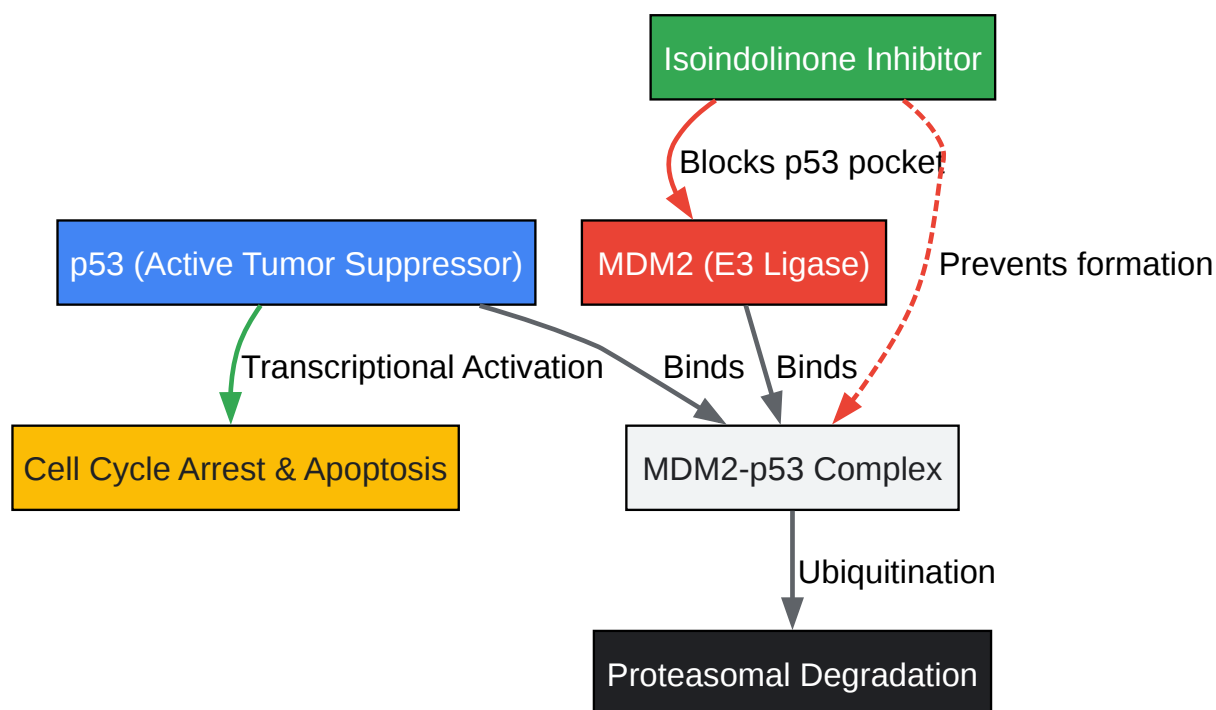 Isoindolinone Inhibitor
Blocks p53 pocket
p53 (Active Tumor Suppressor)
MDM2 (E3 Ligase)
Prevents formation
Transcriptional Activation
Binds
Binds
Cell Cycle Arrest & Apoptosis
MDM2-p53 Complex
Ubiquitination
Proteasomal Degradation